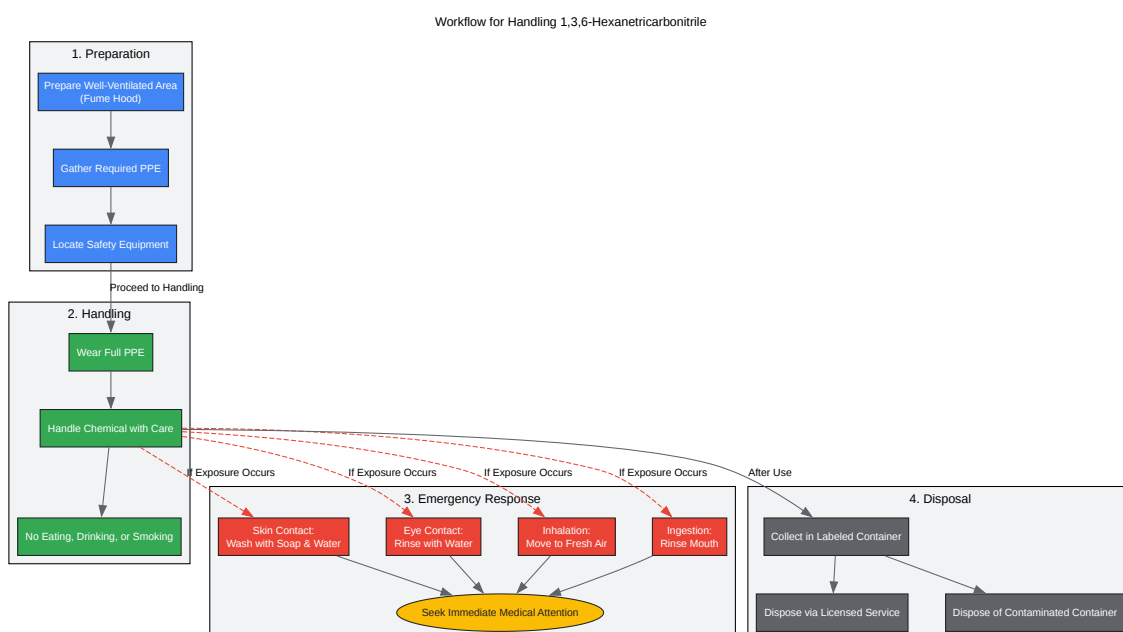 Workflow for Handling 1,3,6-Hexanetricarbonitrile
1. Preparation
Prepare Well-Ventilated Area
(Fume Hood)
Gather Required PPE
Locate Safety Equipment
Proceed to Handling
2. Handling
Wear Full PPE
Handle Chemical with Care
No Eating, Drinking, or Smoking
If Exposure Occurs
If Exposure Occurs
If Exposure Occurs
If Exposure Occurs
After Use
3. Emergency Response
Skin Contact:
Wash with Soap & Water
Eye Contact:
Rinse with Water
Inhalation:
Move to Fresh Air
Ingestion:
Rinse Mouth
Seek Immediate Medical Attention
4. Disposal
Collect in Labeled Container
Dispose via Licensed Service
Dispose of Contaminated Container